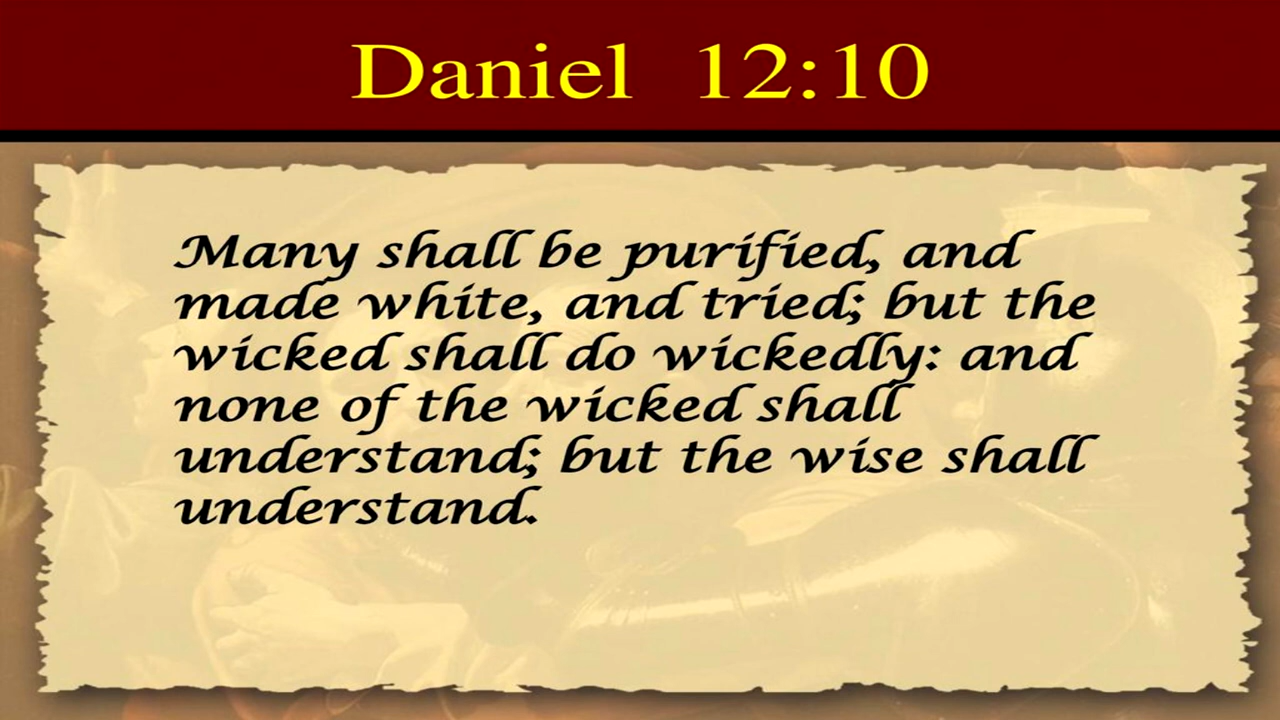 Daniel 12:10
Many shall be purified, and
made white, and tried; but the
wicked shall do wickedly: and
none of the wicked shall
understand; but the wise shall
understand.